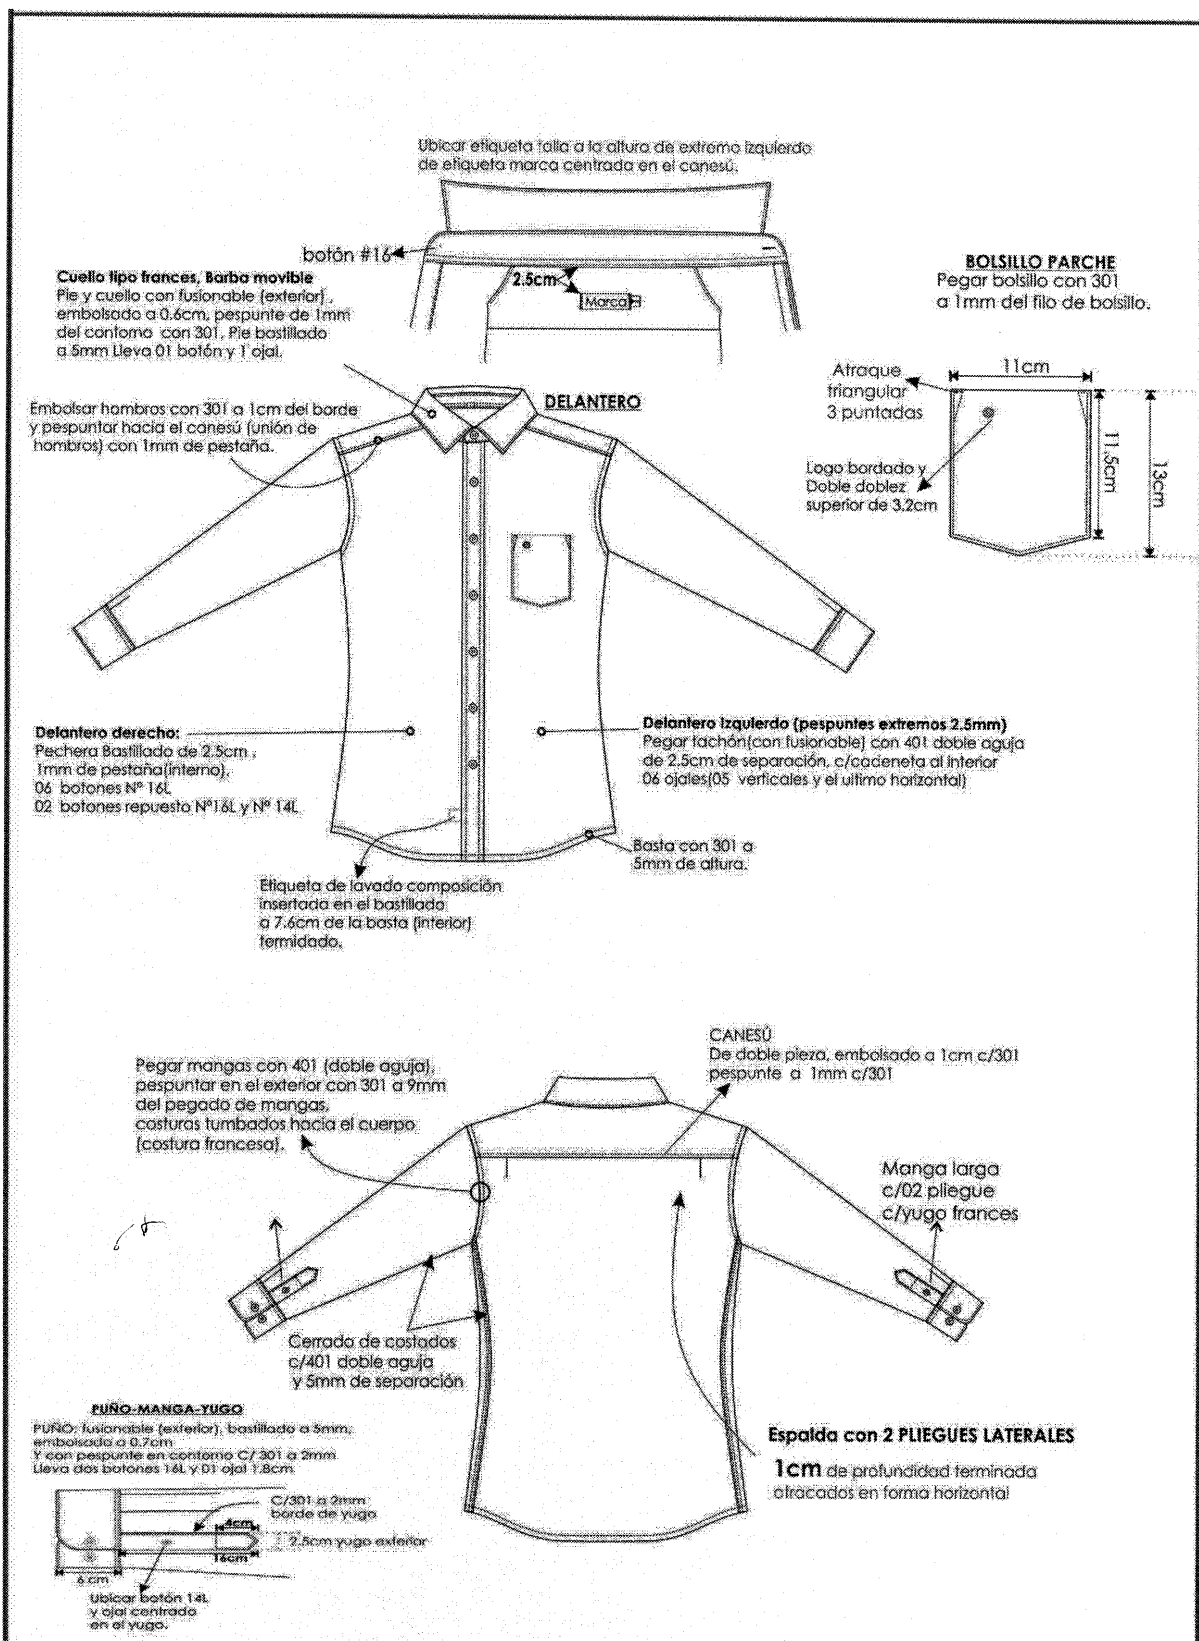 Ubicar etiqueta talla a la altura de extremo izquierdo
de etiqueta marca centrada en el canesú.
botón #16
2.5cm
Marca
Cuello tipo frances, Barba movible
Pie y cuello con fusionable (exterior),
embolsado a 0.6cm, pespunte de 1mm
del contorno con 301. Pie bastillado
a 5mm Lleva 01 botón y 1 ojal.
BOLSILLO PARCHE
Pegar bolsillo con 301
a 1mm del filo de bolsillo.
Atraque
triangular
3 puntadas
11cm
11.5cm
13cm
Logo bordado y
Doble doblez
superior de 3.2cm
DELANTERO
Embolsar hombros con 301 a 1cm del borde
y pespuntar hacia el canesú (unión de
hombros) con 1mm de pestaña.
Delantero derecho:
Pechera Bastillado de 2.5cm,
1mm de pestaña(interno),
06 botones N° 16L
02 botones repuesto N°16L y N° 14L
Delantero Izquierdo (pespuntes extremos 2.5mm)
Pegar tachón(con fusionable) con 401 doble aguja
de 2.5cm de separación, c/cadeneta al interior
06 ojales(05 verticales y el ultimo horizontal)
Basta con 301 a
5mm de altura.
Etiqueta de lavado composición
insertada en el bastillado
a 7.6cm de la basta (interior)
termidado.
Pegar mangas con 401 (doble aguja),
pespuntar en el exterior con 301 a 9mm
del pegado de mangas,
costuras tumbados hacia el cuerpo
(costura francesa).
CANESÚ
De doble pieza, embolsado a 1cm c/301
pespunte a 1mm c/301
Manga larga
c/02 pliegue
c/yugo frances
Cerrado de costados
c/401 doble aguja
y 5mm de separación
Espalda con 2 PLIEGUES LATERALES
1cm de profundidad terminada
atracados en forma horizontal
PUÑO-MANGA-YUGO
PUÑO: fusionable (exterior), bastillado a 5mm,
embolsado a 0.7cm
Y con pespunte en contorno C/ 301 a 2mm
Lleva dos botones 16L y 01 ojal 1.8cm
C/301 a 2mm
borde de yugo
4cm
2.5cm yugo exterior
16cm
6 cm
Ubicar botón 14L
y ojal centrado
en el yugo.